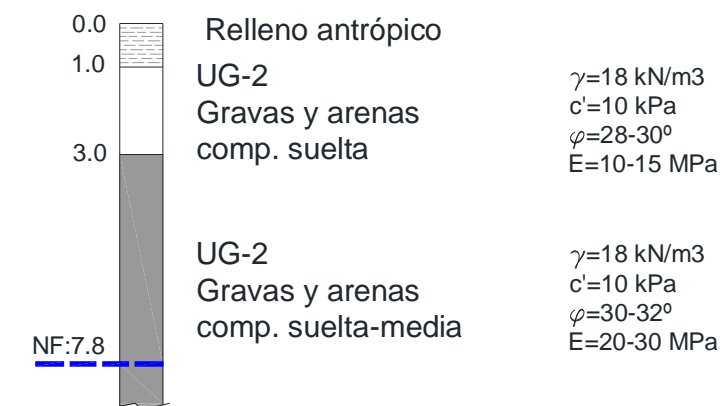 0.0
Relleno antrópico
1.0
UG-2
Gravas y arenas
comp. suelta
γ=18 kN/m3
c'=10 kPa
φ=28-30º
E=10-15 MPa
3.0
UG-2
Gravas y arenas
comp. suelta-media
γ=18 kN/m3
c'=10 kPa
φ=30-32º
E=20-30 MPa
NF:7.8